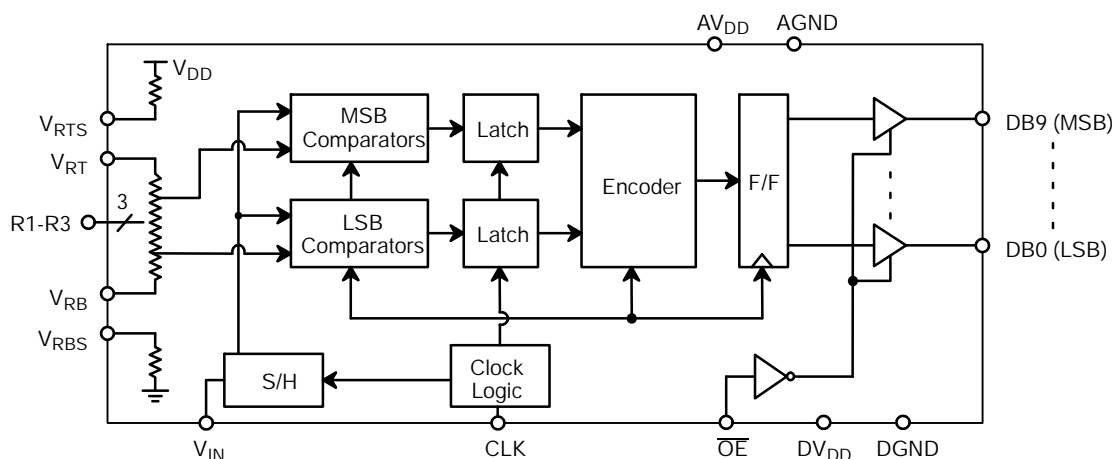 AVDD AGND
VDD
VRTS
VRT
R1-R3
3
VRB
VRBS
MSB
Comparators
Latch
LSB
Comparators
Latch
Encoder
F/F
DB9 (MSB)
DB0 (LSB)
S/H
Clock
Logic
VIN
CLK
OE
DVDD
DGND